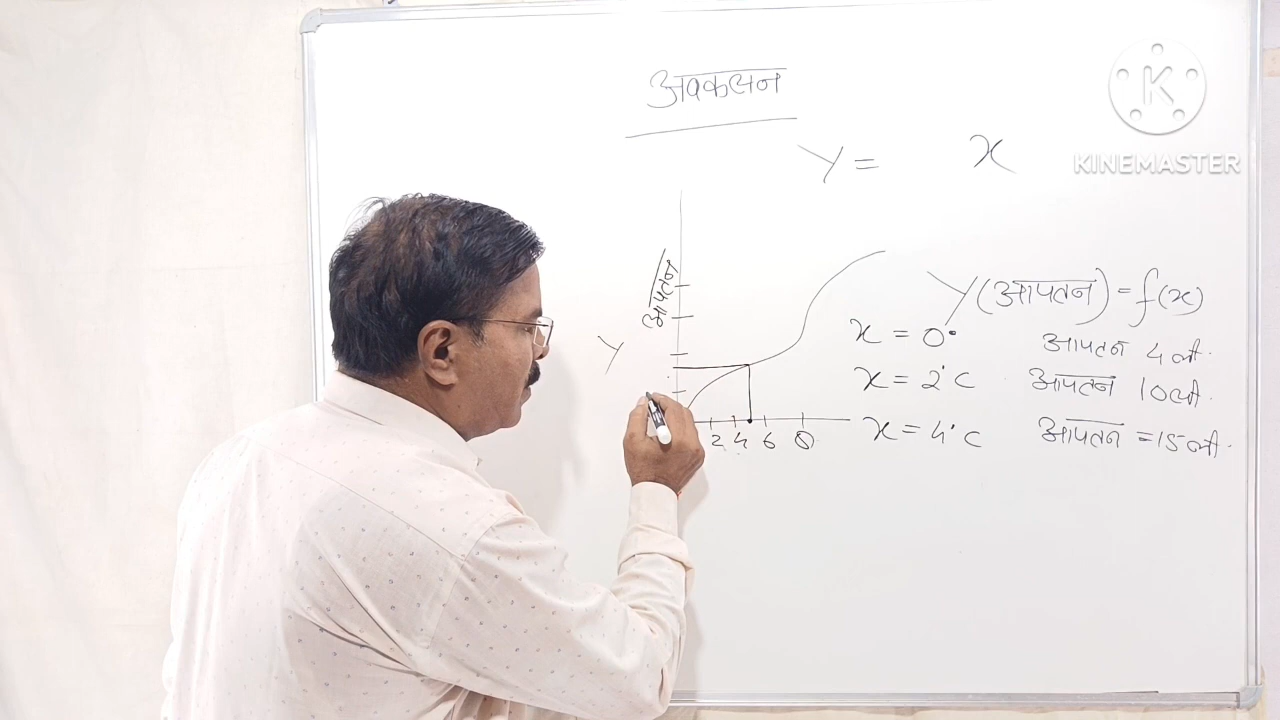 अवकलन
Y = x
K
KINEMASTER
आपतन
Y
Y (आपतन) = f(x)
x = 0° आपतन 4 ली.
x = 2°C आपतन 10 ली.
x = 4°C आपतन = 15 ली.
2 4 6 8